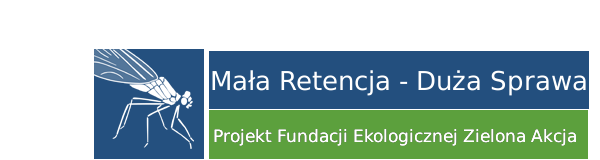 Mała Retencja - Duża Sprawa
Projekt Fundacji Ekologicznej Zielona Akcja